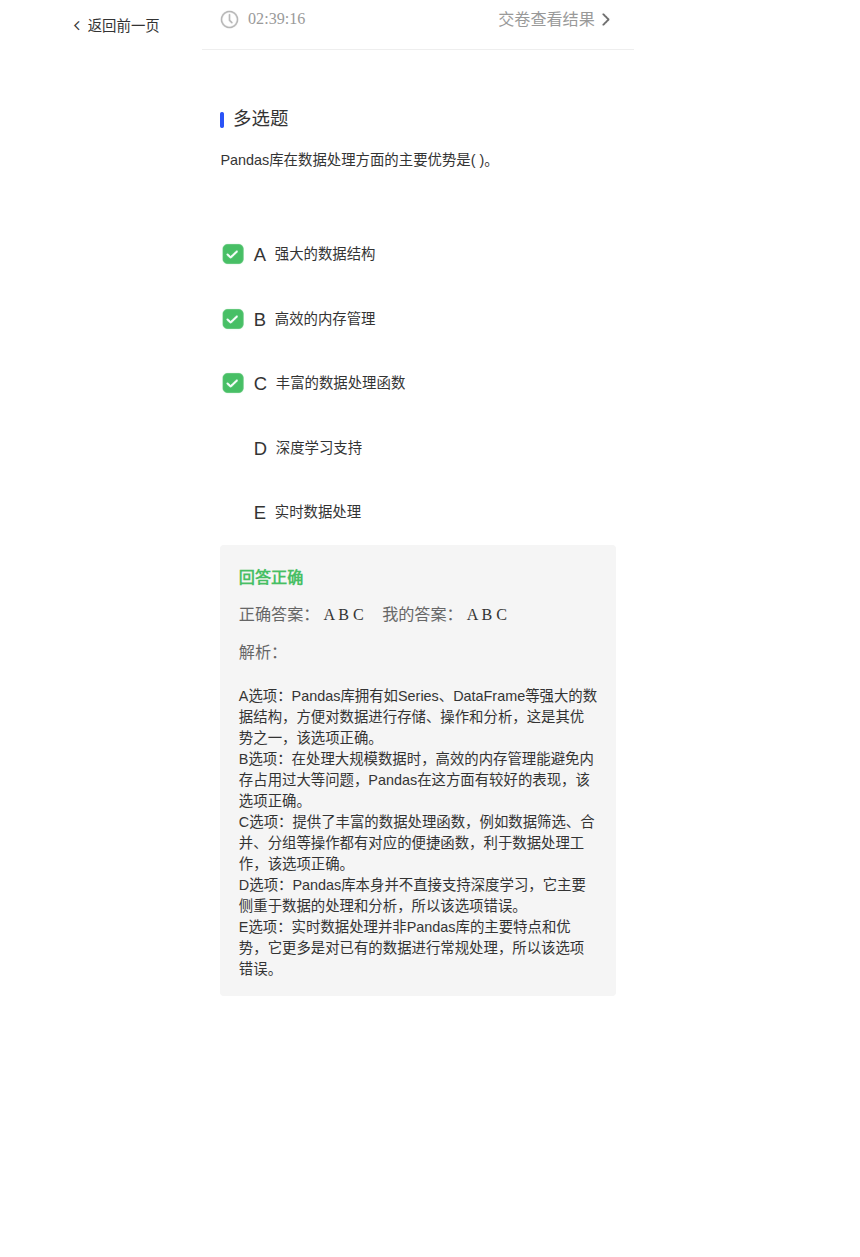 返回前一页
02:39:16
交卷查看结果
多选题
Pandas库在数据处理方面的主要优势是( )。
A 强大的数据结构
B 高效的内存管理
C 丰富的数据处理函数
D 深度学习支持
E 实时数据处理
回答正确
正确答案： A B C 我的答案： A B C
解析：
A选项：Pandas库拥有如Series、DataFrame等强大的数
据结构，方便对数据进行存储、操作和分析，这是其优
势之一，该选项正确。
B选项：在处理大规模数据时，高效的内存管理能避免内
存占用过大等问题，Pandas在这方面有较好的表现，该
选项正确。
C选项：提供了丰富的数据处理函数，例如数据筛选、合
并、分组等操作都有对应的便捷函数，利于数据处理工
作，该选项正确。
D选项：Pandas库本身并不直接支持深度学习，它主要
侧重于数据的处理和分析，所以该选项错误。
E选项：实时数据处理并非Pandas库的主要特点和优
势，它更多是对已有的数据进行常规处理，所以该选项
错误。